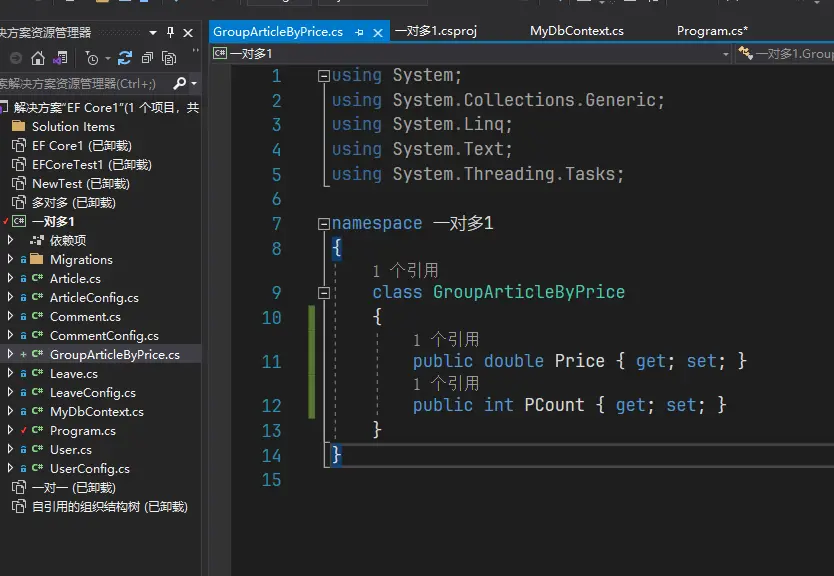 决方案资源管理器
索解决方案资源管理器(Ctrl+;)
解决方案"EF Core1"(1 个项目，共
Solution Items
EF Core1 (已卸载)
EFCoreTest1 (已卸载)
NewTest (已卸载)
多对多 (已卸载)
一对多1
依赖项
Migrations
Article.cs
ArticleConfig.cs
Comment.cs
CommentConfig.cs
GroupArticleByPrice.cs
Leave.cs
LeaveConfig.cs
MyDbContext.cs
Program.cs
User.cs
UserConfig.cs
一对一 (已卸载)
自引用的组织结构树 (已卸载)
GroupArticleByPrice.cs 一对多1.csproj MyDbContext.cs Program.cs*
C# 一对多1 一对多1.Grou
1 using System;
2 using System.Collections.Generic;
3 using System.Linq;
4 using System.Text;
5 using System.Threading.Tasks;
6
7 namespace 一对多1
8 {
1 个引用
9 class GroupArticleByPrice
10 {
1 个引用
11 public double Price { get; set; }
1 个引用
12 public int PCount { get; set; }
13 }
14 }
15